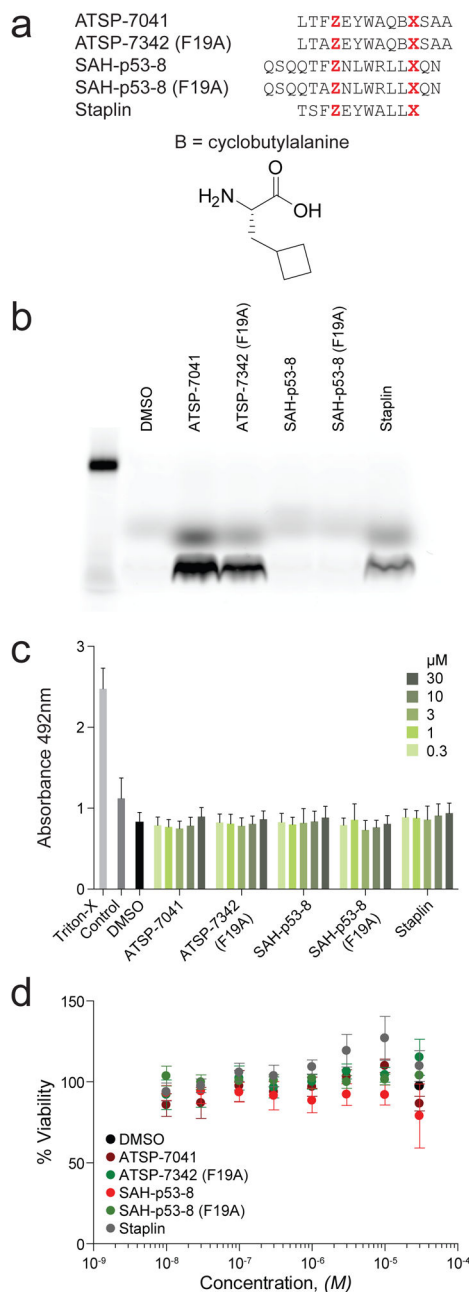 a
ATSP-7041 LTFZEYWAQBXSAA
ATSP-7342 (F19A) LTAZEYWAQBXSAA
SAH-p53-8 QSQQTFZNLWRLLXQN
SAH-p53-8 (F19A) QSQQTAZNLWRLLXQN
Staplin TSFZEYWALLX
B = cyclobutylalanine
O
H2N
OH
b
DMSO
ATSP-7041
ATSP-7342 (F19A)
SAH-p53-8
SAH-p53-8 (F19A)
Staplin
c
Absorbance 492nm
3
2
1
0
µM
30
10
3
1
0.3
Triton-X
Control
DMSO
ATSP-7041
ATSP-7342
(F19A)
SAH-p53-8
SAH-p53-8
(F19A)
Staplin
d
% Viability
150
100
50
0
DMSO
ATSP-7041
ATSP-7342 (F19A)
SAH-p53-8
SAH-p53-8 (F19A)
Staplin
10-9 10-8 10-7 10-6 10-5 10-4
Concentration, (M)